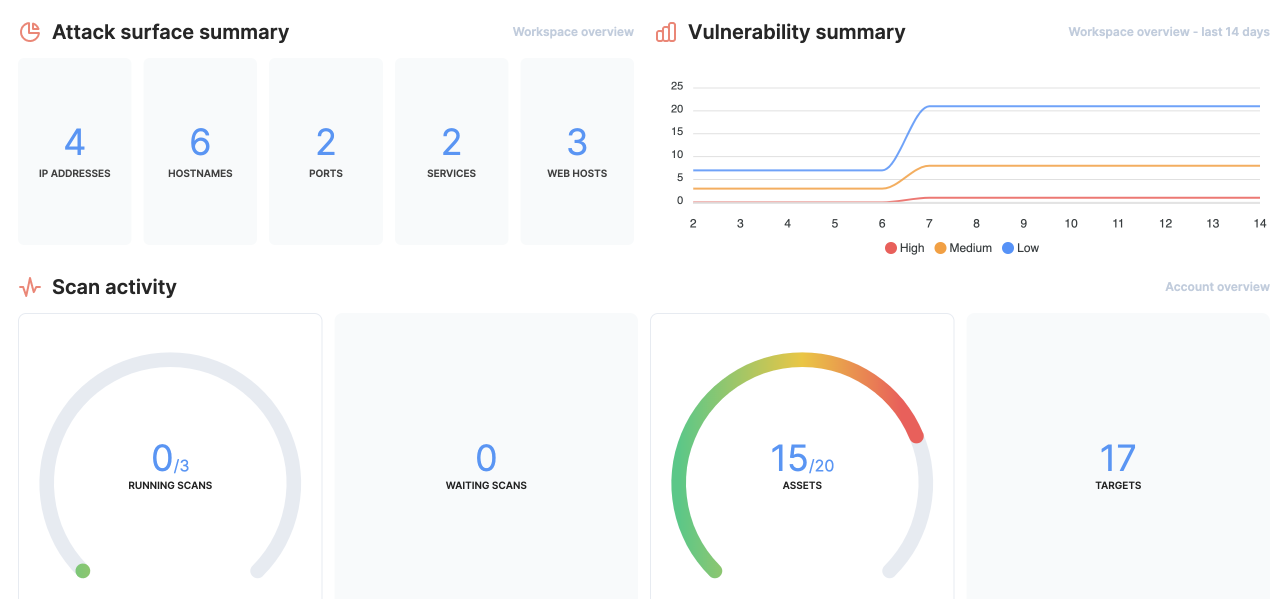 Attack surface summary
Workspace overview
4
IP ADDRESSES
6
HOSTNAMES
2
PORTS
2
SERVICES
3
WEB HOSTS
Vulnerability summary
Workspace overview - last 14 days
25
20
15
10
5
0
2 3 4 5 6 7 8 9 10 11 12 13 14
High Medium Low
Scan activity
Account overview
0/3
RUNNING SCANS
0
WAITING SCANS
15/20
ASSETS
17
TARGETS